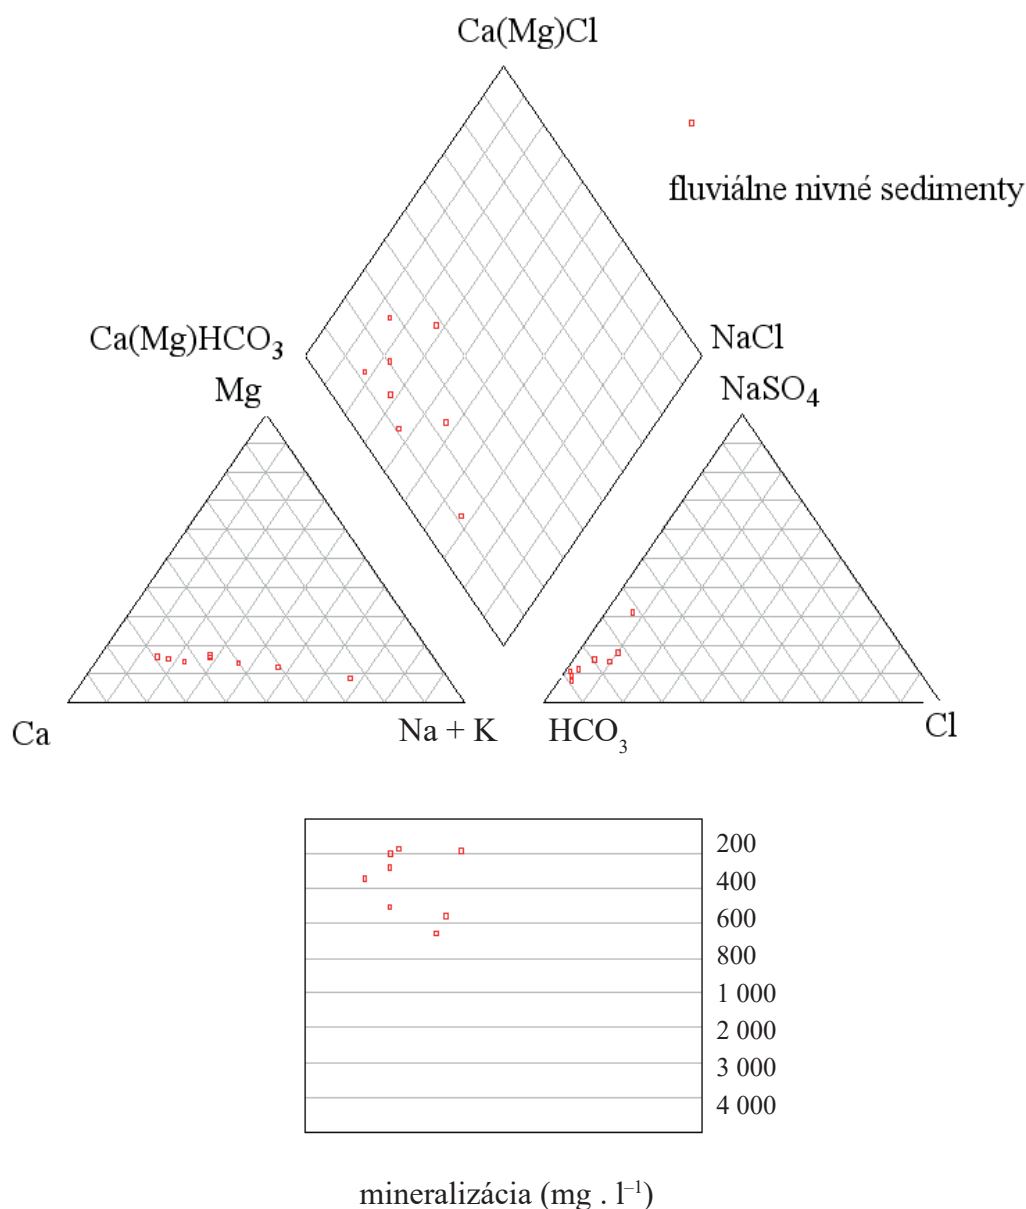 Ca(Mg)Cl
fluviálne nivné sedimenty
Ca(Mg)HCO₃
NaCl
Mg
NaSO₄
Ca
Na + K
HCO₃
Cl
200
400
600
800
1 000
2 000
3 000
4 000
mineralizácia (mg . l⁻¹)